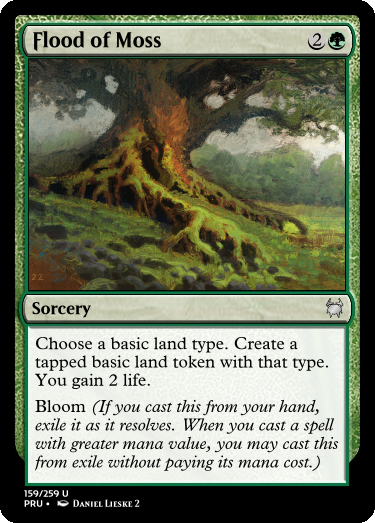 Flood of Moss 2
22
Sorcery
Choose a basic land type. Create a
tapped basic land token with that type.
You gain 2 life.
Bloom (If you cast this from your hand,
exile it as it resolves. When you cast a spell
with greater mana value, you may cast this
from exile without paying its mana cost.)
159/259 U
PRU • Daniel Lieske 2